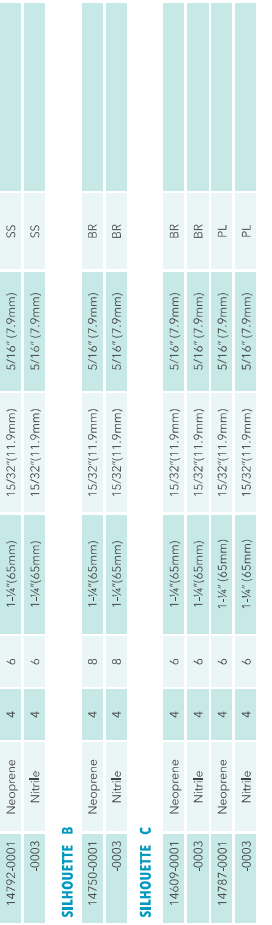 14792-0001 Neoprene 4 6 1-¼"(65mm) 15/32"(11.9mm) 5/16" (7.9mm) SS
-0003 Nitrile 4 6 1-¼"(65mm) 15/32"(11.9mm) 5/16" (7.9mm) SS
SILHOUETTE B
14750-0001 Neoprene 4 8 1-¼"(65mm) 15/32"(11.9mm) 5/16" (7.9mm) BR
-0003 Nitrile 4 8 1-¼"(65mm) 15/32"(11.9mm) 5/16" (7.9mm) BR
SILHOUETTE C
14609-0001 Neoprene 4 6 1-¼"(65mm) 15/32"(11.9mm) 5/16" (7.9mm) BR
-0003 Nitrile 4 6 1-¼"(65mm) 15/32"(11.9mm) 5/16" (7.9mm) BR
14787-0001 Neoprene 4 6 1-¼" (65mm) 15/32"(11.9mm) 5/16" (7.9mm) PL
-0003 Nitrile 4 6 1-¼" (65mm) 15/32"(11.9mm) 5/16" (7.9mm) PL